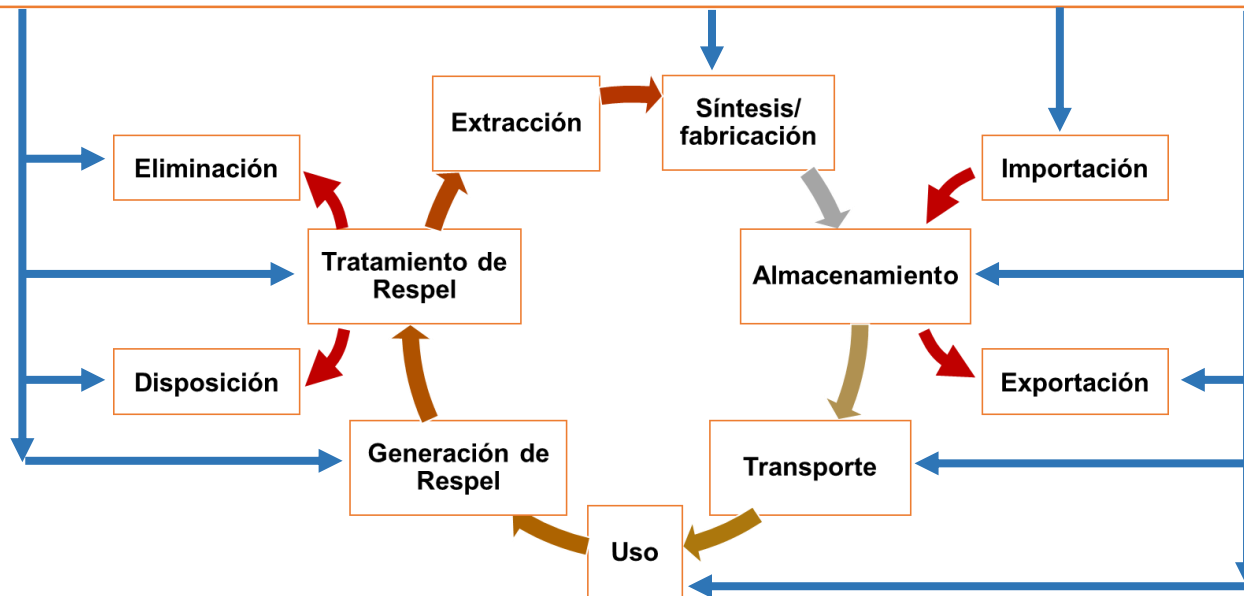 Extracción
Síntesis/
fabricación
Eliminación
Importación
Tratamiento de
Respel
Almacenamiento
Disposición
Exportación
Generación de
Respel
Transporte
Uso